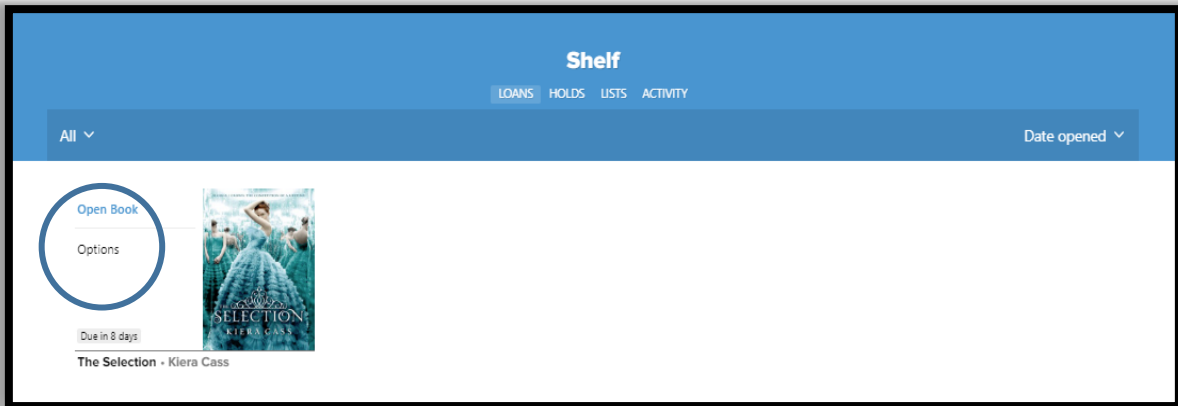 Shelf
LOANS HOLDS LISTS ACTIVITY
All
Date opened
Open Book
Options
SELECTION
KIERA CASS
Due in 8 days
The Selection • Kiera Cass